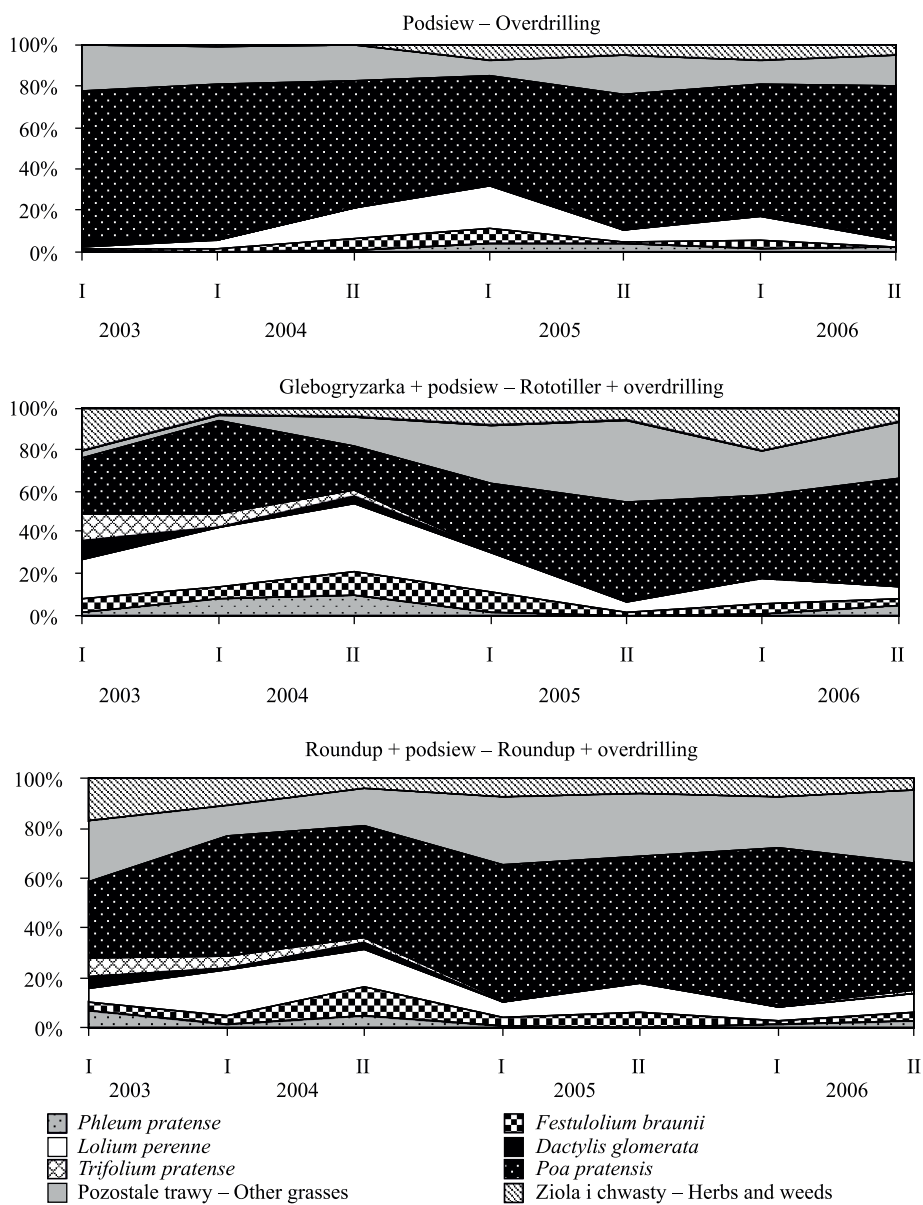 Podsiew – Overdrilling
100%
80%
60%
40%
20%
0%
I I II I II I II
2003 2004 2005 2006
Glebogryzarka + podsiew – Rototiller + overdrilling
100%
80%
60%
40%
20%
0%
I I II I II I II
2003 2004 2005 2006
Roundup + podsiew – Roundup + overdrilling
100%
80%
60%
40%
20%
0%
I I II I II I II
2003 2004 2005 2006
Phleum pratense Festulolium braunii
Lolium perenne Dactylis glomerata
Trifolium pratense Poa pratensis
Pozostale trawy – Other grasses Ziola i chwasty – Herbs and weeds